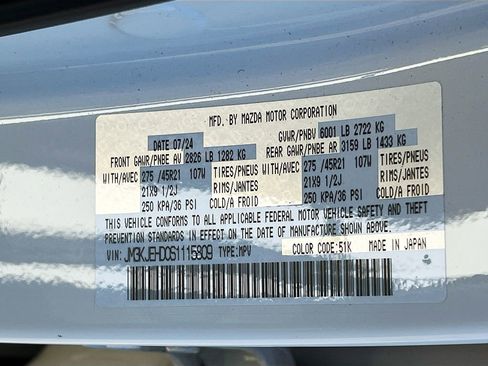 MFD. BY MAZDA MOTOR CORPORATION
DATE 07/24 GVWR/PNBV 6001 LB 2722 KG
FRONT GAWR/PNBE AV 2826 LB 1282 KG REAR GAWR/PNBE AR 3159 LB 1433 KG
WITH/AVEC 275 /45R21 107W TIRES/PNEUS WITH/AVEC 275 /45R21 107W TIRES/PNEUS
21X9 1/2J RIMS/JANTES 21X9 1/2J RIMS/JANTES
250 KPA/36 PSI COLD/A FROID 250 KPA/36 PSI COLD/A FROID
THIS VEHICLE CONFORMS TO ALL APPLICABLE FEDERAL MOTOR VEHICLE SAFETY AND THEFT
PREVENTION STANDARDS IN EFFECT ON THE DATE OF MANUFACTURE SHOWN ABOVE.
VIN: JM3KJEHD0S1115809 TYPE: MPV COLOR CODE: 51K MADE IN JAPAN